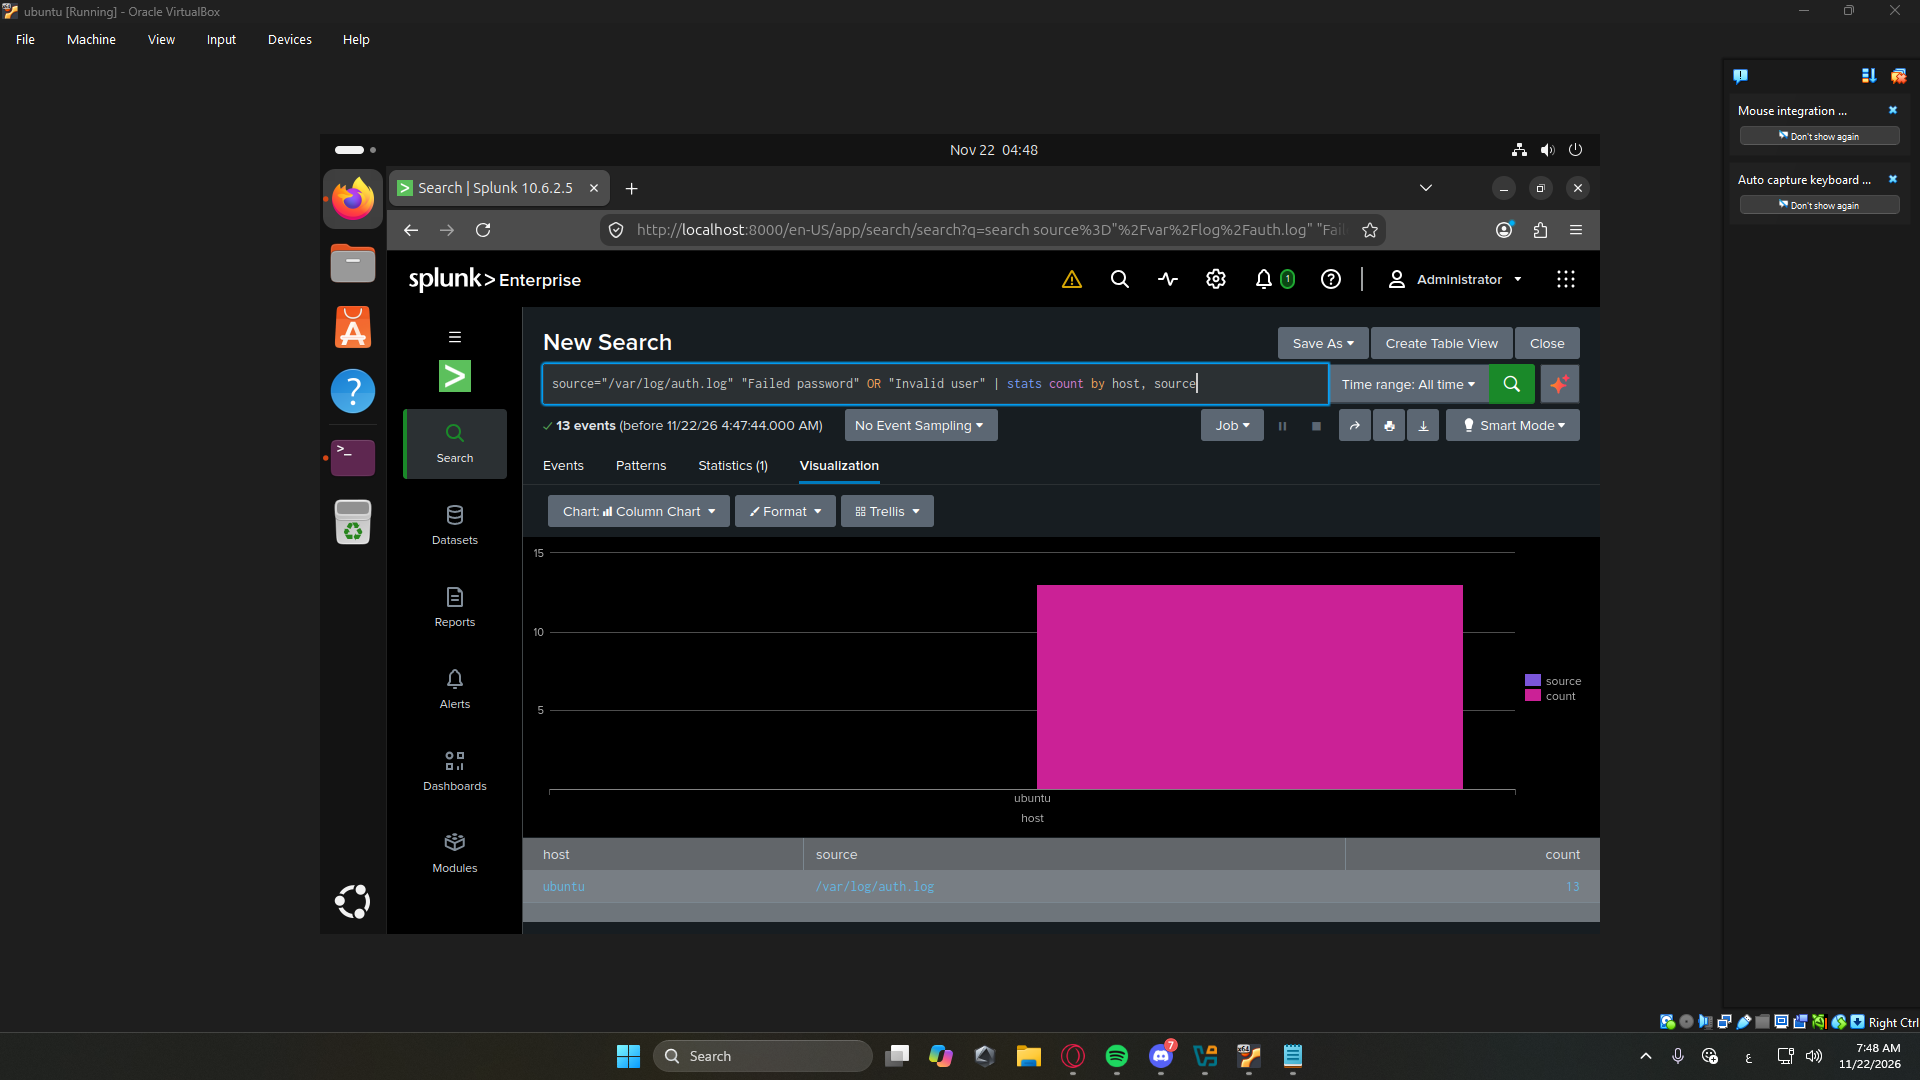 ubuntu [Running] - Oracle VirtualBox
File Machine View Input Devices Help
Mouse integration ...
Don't show again
Auto capture keyboard ...
Don't show again
Nov 22 04:48
Search | Splunk 10.6.2.5
http://localhost:8000/en-US/app/search/search?q=search source%3D"%2Fvar%2Flog%2Fauth.log" "Fail
splunk>Enterprise
1
Administrator
New Search
Save As
Create Table View
Close
source="/var/log/auth.log" "Failed password" OR "Invalid user" | stats count by host, source
Time range: All time
13 events (before 11/22/26 4:47:44.000 AM)
No Event Sampling
Job
Smart Mode
Search
Datasets
Reports
Alerts
Dashboards
Modules
Events Patterns Statistics (1) Visualization
Chart: Column Chart
Format
Trellis
15
10
5
ubuntu
host
source
count
host source count
ubuntu /var/log/auth.log 13
Right Ctrl
Search
7
ع
7:48 AM
11/22/2026